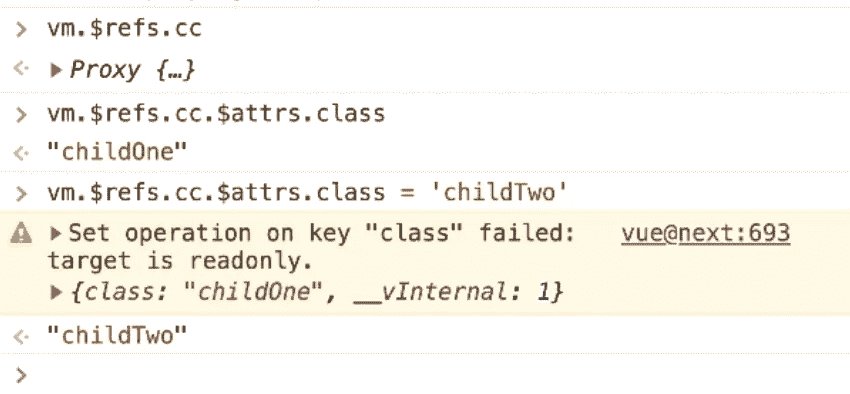 > vm.$refs.cc
<· ▶ Proxy {…}
> vm.$refs.cc.$attrs.class
<· "childOne"
> vm.$refs.cc.$attrs.class = 'childTwo'
▶ Set operation on key "class" failed: vue@next:693
target is readonly.
▶ {class: "childOne", __vInternal: 1}
<· "childTwo"
>